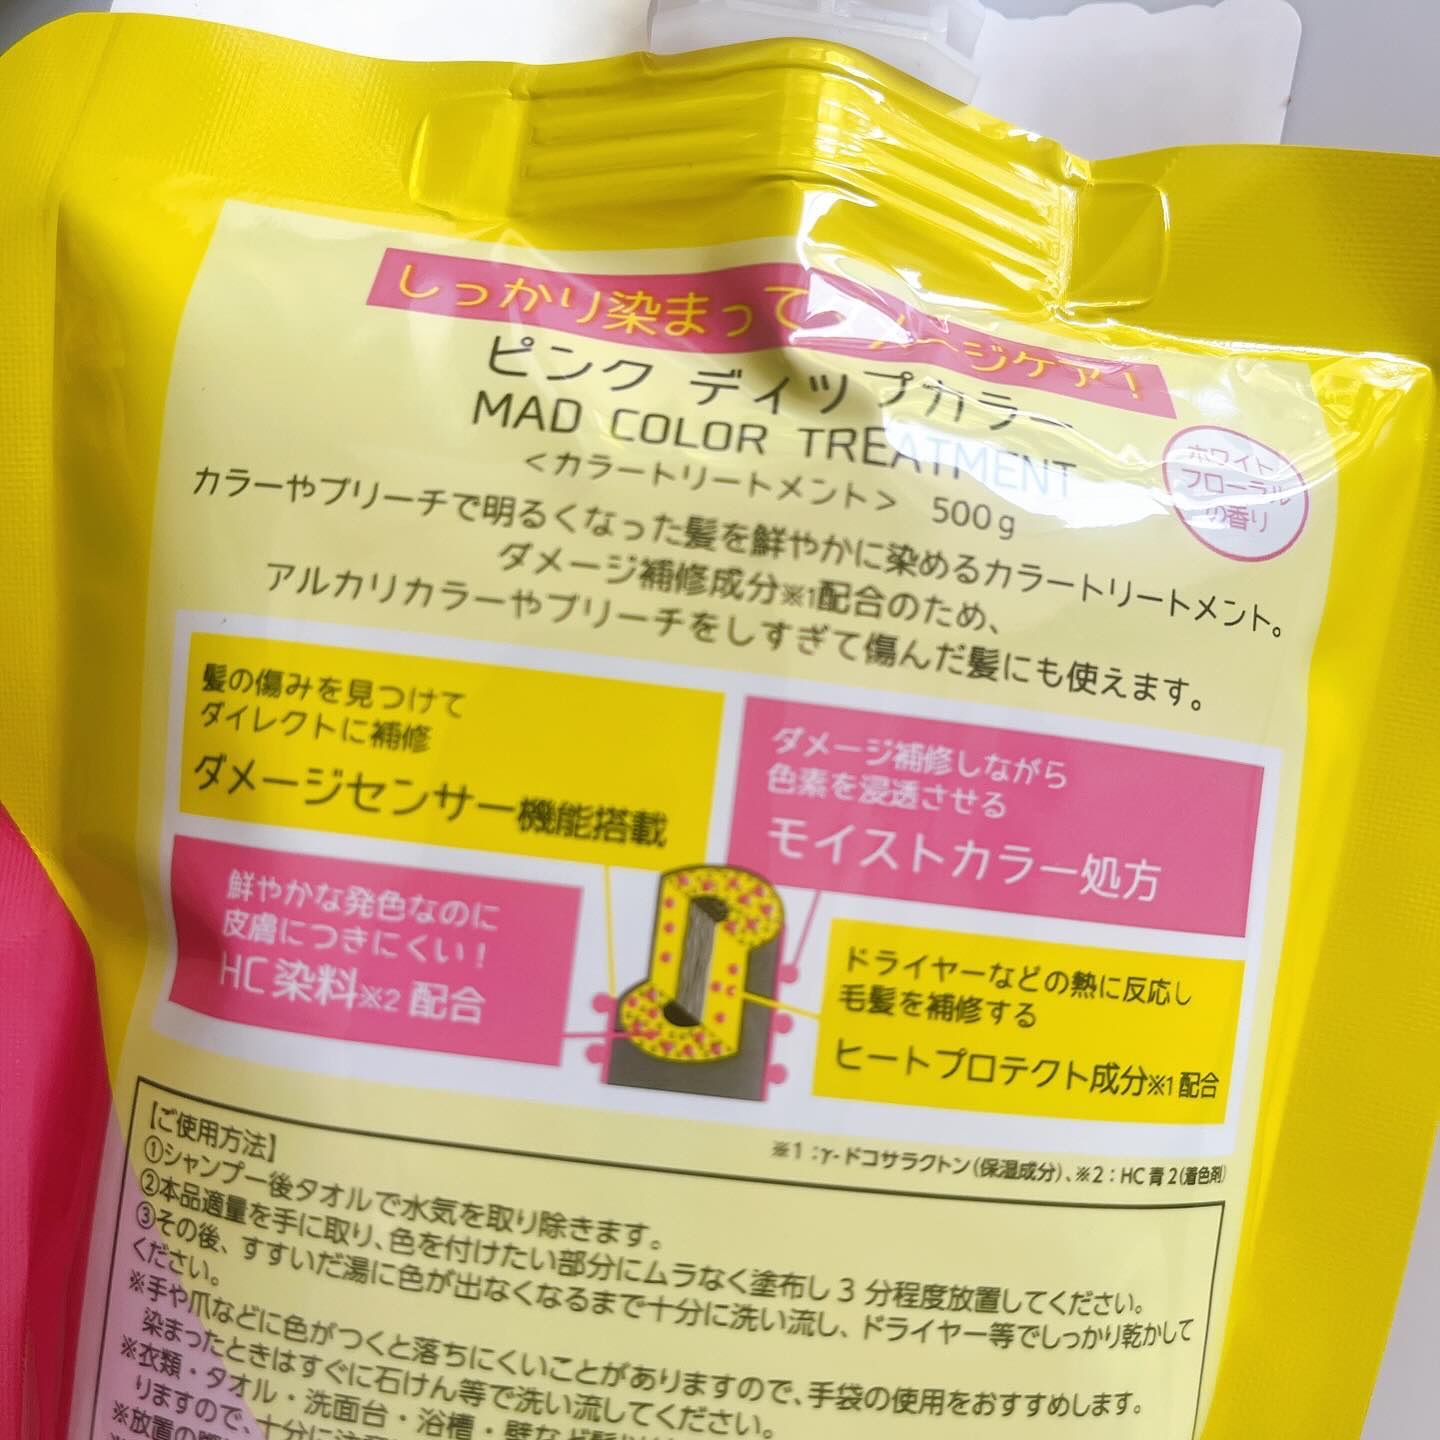 しっかり染まって ージケア！
ピンク ディップカラー
MAD COLOR TREATMENT
＜カラートリートメント＞ 500g
ホワイト
フローラル
の香り
カラーやブリーチで明るくなった髪を鮮やかに染めるカラートリートメント。
ダメージ補修成分※1配合のため、
アルカリカラーやブリーチをしすぎて傷んだ髪にも使えます。
髪の傷みを見つけて
ダイレクトに補修
ダメージセンサー機能搭載
ダメージ補修しながら
色素を浸透させる
モイストカラー処方
鮮やかな発色なのに
皮膚につきにくい！
HC染料※2 配合
ドライヤーなどの熱に反応し
毛髪を補修する
ヒートプロテクト成分※1 配合
※1：γ-ドコサラクトン（保湿成分）、※2：HC青2（着色剤）
【ご使用方法】
①シャンプー後タオルで水気を取り除きます。
②本品適量を手に取り、色を付けたい部分にムラなく塗布し3分程度放置してください。
③その後、すすいだ湯に色が出なくなるまで十分に洗い流し、ドライヤー等でしっかり乾かして
ください。
※手や爪などに色がつくと落ちにくいことがありますので、手袋の使用をおすすめします。
染まったときはすぐに石けん等で洗い流してください。
※衣類・タオル・洗面台・浴槽・壁など
りますので、十分に
※放置の